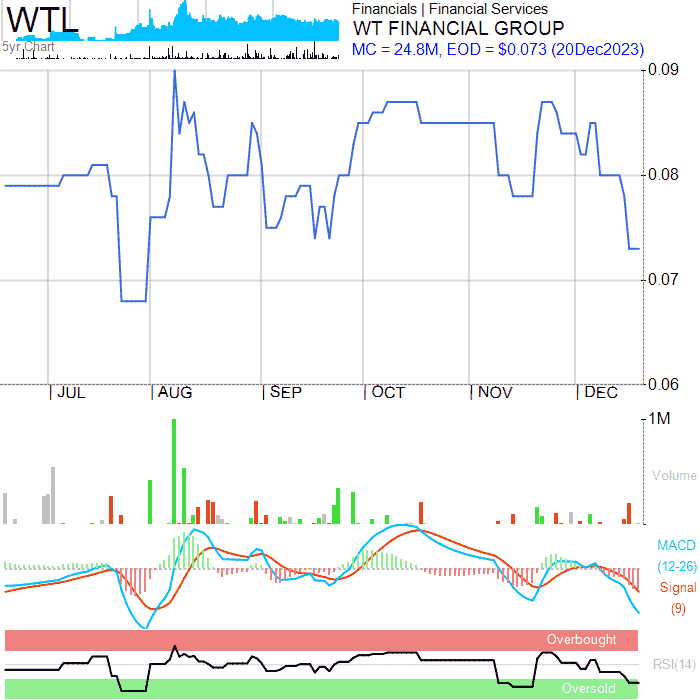 WTL
5yr Chart
Financials | Financial Services
WT FINANCIAL GROUP
MC = 24.8M, EOD = $0.073 (20Dec2023)
0.09
0.08
0.07
0.06
JUL AUG SEP OCT NOV DEC
1M
Volume
MACD
(12-26)
Signal
(9)
Overbought
RSI(14)
Oversold